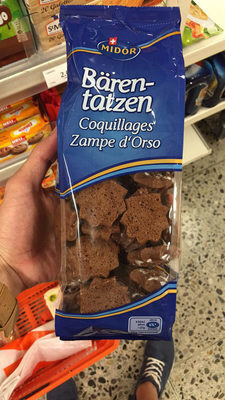 MIDOR
Bären-
tatzen
Coquillages
Zampe d'Orso